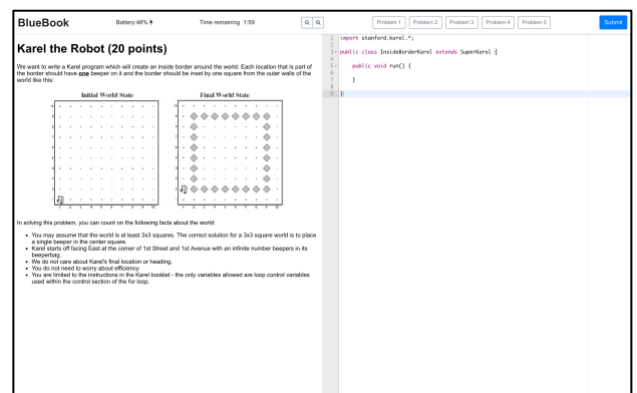 BlueBook Battery:48% Time remaining 1:59 Problem 1 Problem 2 Problem 3 Problem 4 Problem 5 Submit
Karel the Robot (20 points)
We want to write a Karel program which will create an inside border around the world. Each location that is part of
the border should have one beeper on it and the border should be inset by one square from the outer walls of the
world like this:
Initial World State Final World State
In solving this problem, you can count on the following facts about the world:
• You may assume that the world is at least 3x3 squares. The correct solution for a 3x3 square world is to place
a single beeper in the center square.
• Karel starts off facing East at the corner of 1st Street and 1st Avenue with an infinite number beepers in its
beeperbag.
• We do not care about Karel's final location or heading.
• You do not need to worry about efficiency
• You are limited to the instructions in the Karel booklet - the only variables allowed are loop control variables
used within the control section of the for loop.
1 import stanford.karel.*;
2
3 public class InsideBorderKarel extends SuperKarel {
4
5 public void run() {
6
7 }
8
9 }